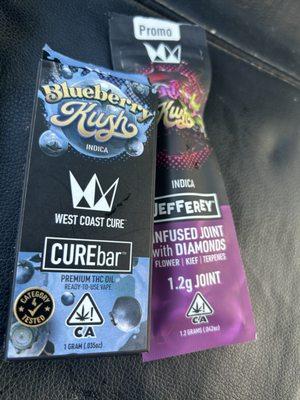 Blueberry
Kush
INDICA
WEST COAST CURE
CUREbar
PREMIUM THC OIL
READY-TO-USE VAPE
CATEGORY
TESTED
CA
1 GRAM (.035oz)
Promo
Kush
INDICA
JEFFEREY
INFUSED JOINT
with DIAMONDS
FLOWER | KIEF | TERPENES
1.2g JOINT
CA
1.2 GRAMS (.042oz)